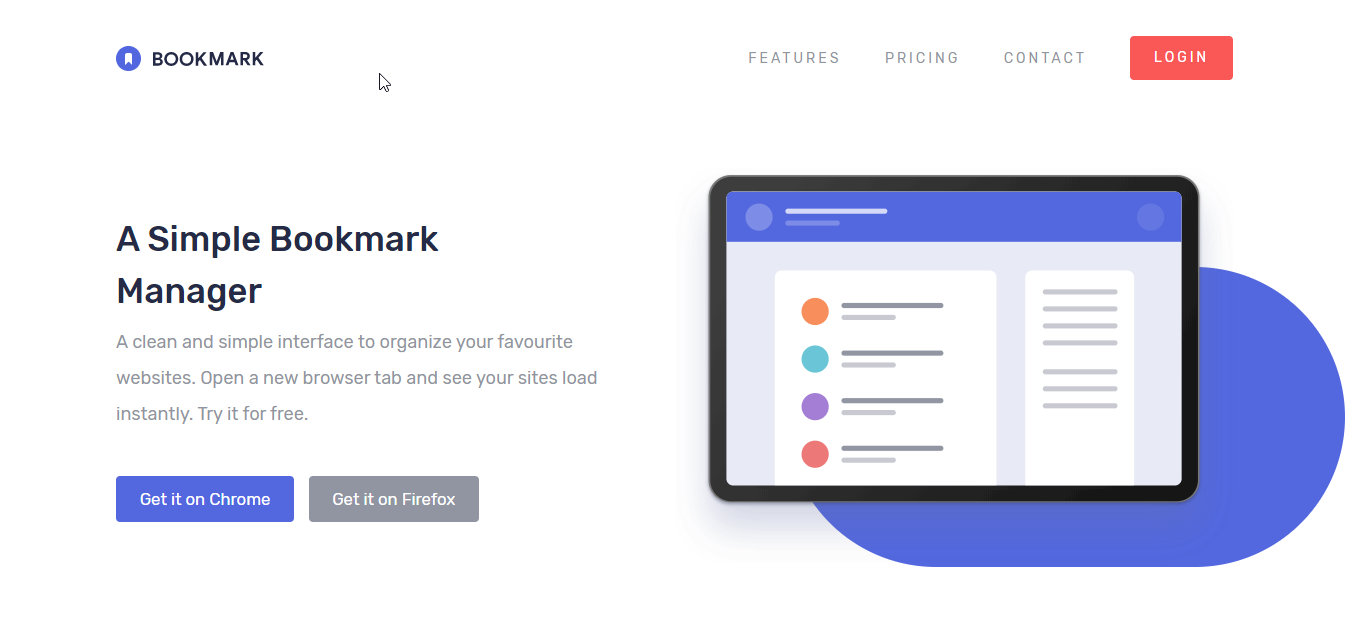 BOOKMARK
FEATURES
PRICING
CONTACT
LOGIN
A Simple Bookmark
Manager
A clean and simple interface to organize your favourite
websites. Open a new browser tab and see your sites load
instantly. Try it for free.
Get it on Chrome
Get it on Firefox